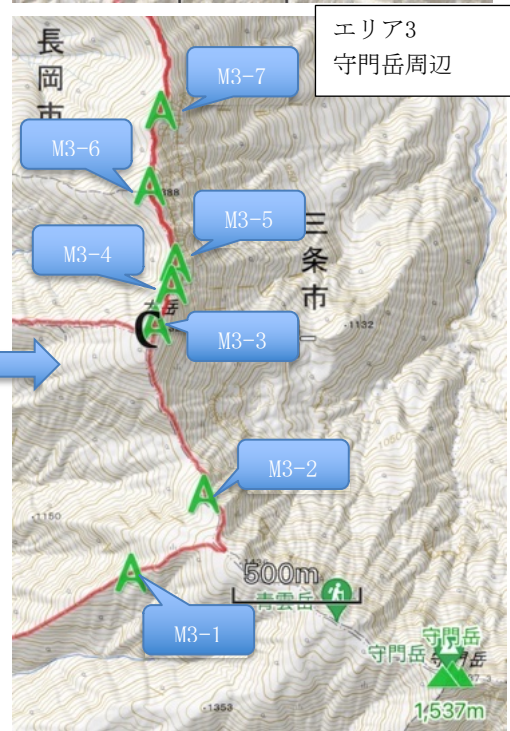 エリア3
守門岳周辺
長
岡
市
M3-7
M3-6
M3-5
三
条
市
M3-4
岳
M3-3
1132
M3-2
1150
500m
青雲岳
守門岳
守門岳
M3-1
1353
1,537m